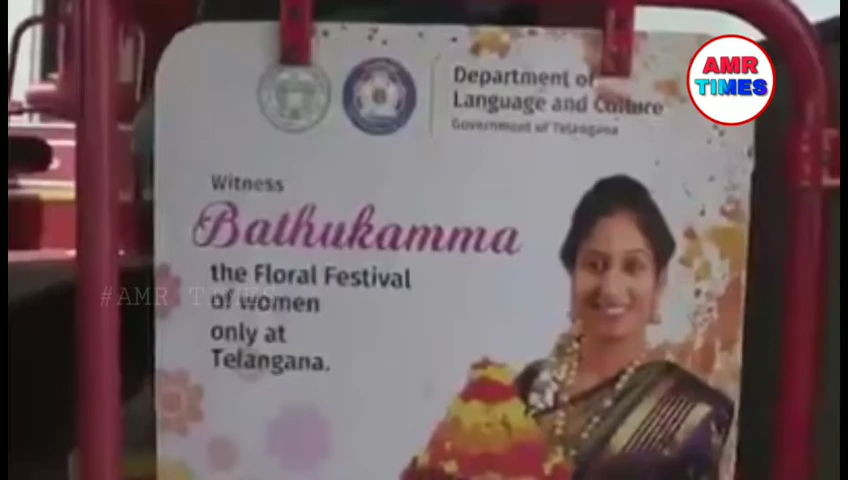 Department of
Language and Culture
Government of Telangana
AMR
TIMES
Witness
Bathukamma
the Floral Festival
of women
only at
Telangana.
#AMR TIMES